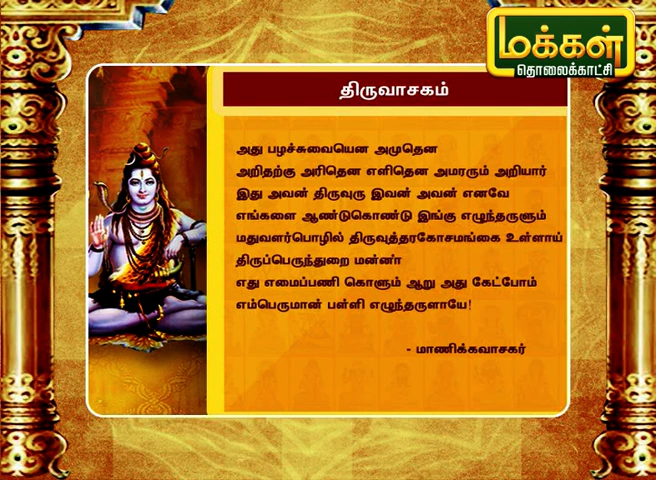 மக்கள்
தொலைக்காட்சி
திருவாசகம்
அது பழச்சுவையென அமுதென
அறிதற்கு அரிதென எளிதென அமரரும் அறியார்
இது அவன் திருவுரு இவன் அவன் எனவே
எங்களை ஆண்டுகொண்டு இங்கு எழுந்தருளும்
மதுவளர்பொழில் திருவுத்தரகோசமங்கை உள்ளாய்
திருப்பெருந்துறை மன்னா்
எது எமைப்பணி கொளும் ஆறு அது கேட்போம்
எம்பெருமான் பள்ளி எழுந்தருளாயே!
- மாணிக்கவாசகர்